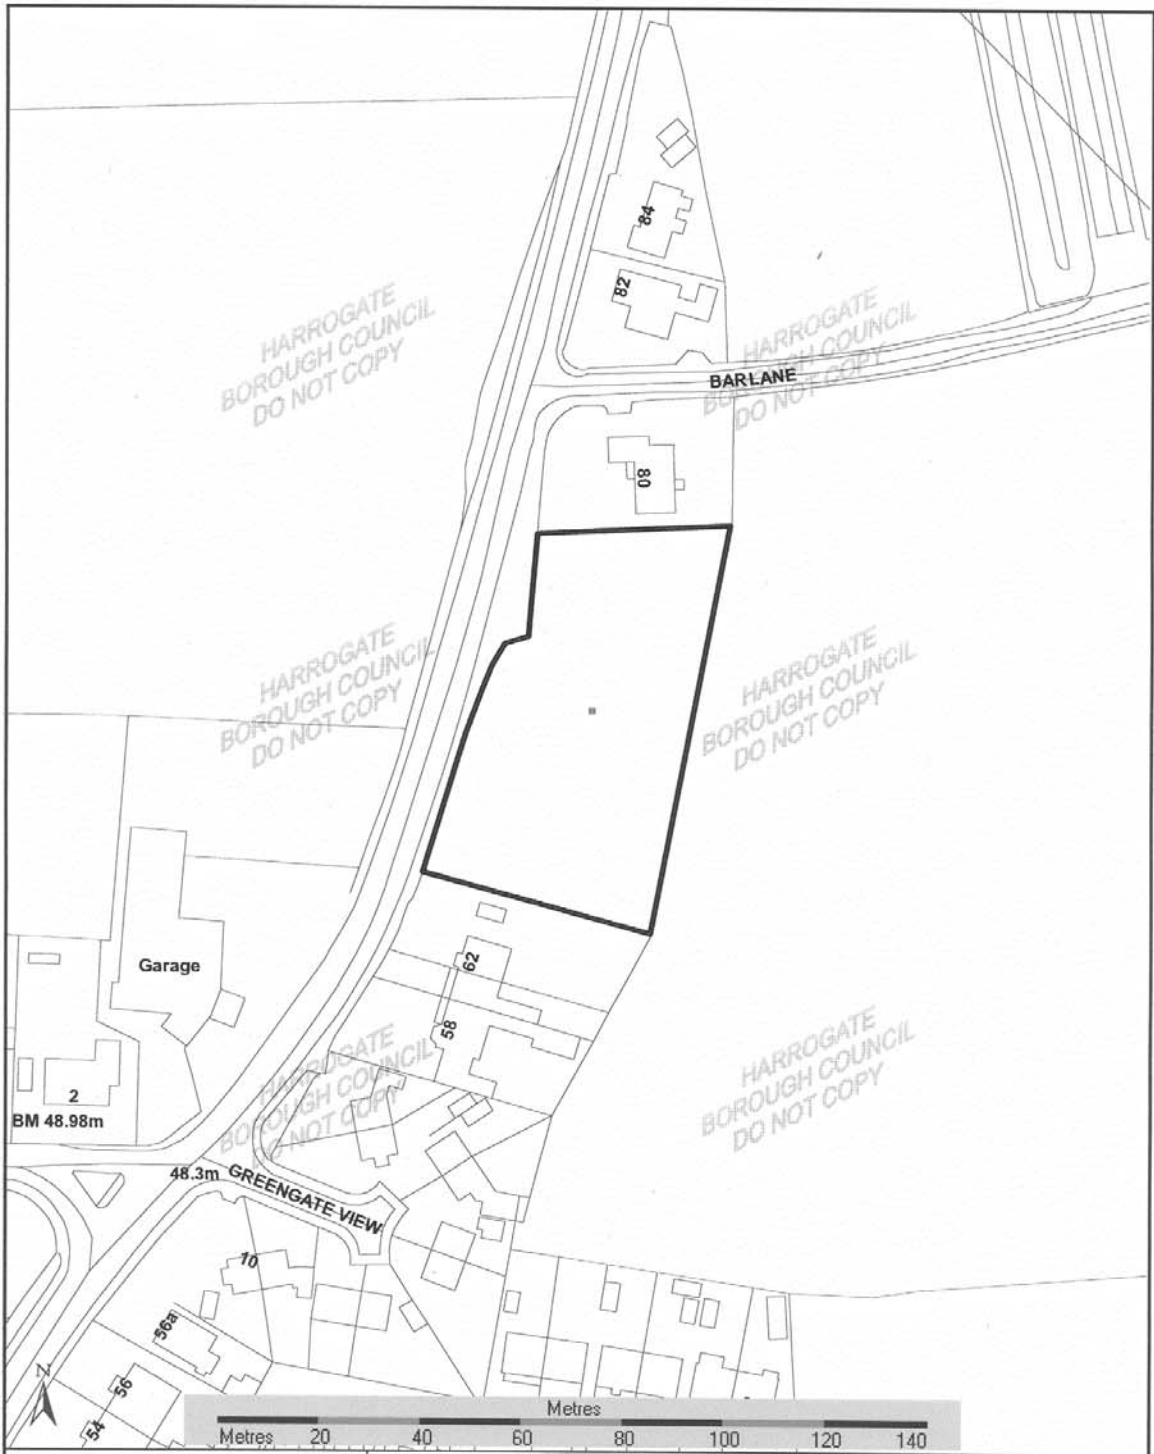 84
82
HARROGATE
BOROUGH COUNCIL
DO NOT COPY
HARROGATE
BOROUGH COUNCIL
DO NOT COPY
BAR LANE
80
HARROGATE
BOROUGH COUNCIL
DO NOT COPY
HARROGATE
BOROUGH COUNCIL
DO NOT COPY
Garage
62
58
HARROGATE
BOROUGH COUNCIL
DO NOT COPY
HARROGATE
BOROUGH COUNCIL
DO NOT COPY
2
BM 48.98m
48.3m
GREENGATE VIEW
10
56a
56
54
N
Metres
Metres 20 40 60 80 100 120 140